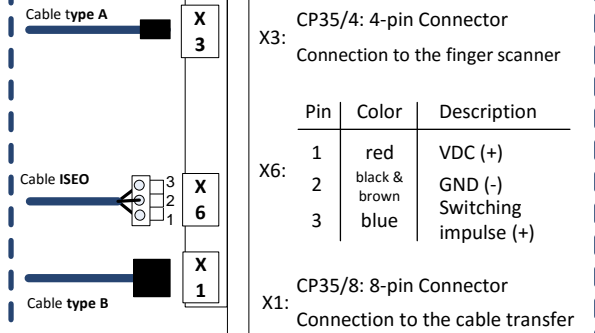 Cable type A
X
3
X3:
CP35/4: 4-pin Connector
Connection to the finger scanner
Cable ISEO
3
2
1
X
6
X6:
Pin Color Description
1 red VDC (+)
2 black & brown GND (-)
3 blue Switching impulse (+)
X
1
Cable type B
X1:
CP35/8: 8-pin Connector
Connection to the cable transfer